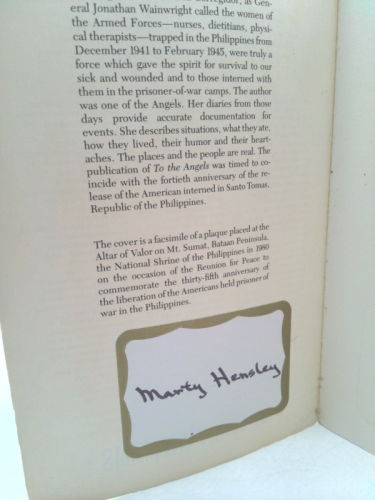 Corregidor, as Gen-
eral Jonathan Wainwright called the women of
the Armed Forces—nurses, dietitians, physi-
cal therapists—trapped in the Philippines from
December 1941 to February 1945, were truly a
force which gave the spirit for survival to our
sick and wounded and to those interned with
them in the prisoner-of-war camps. The author
was one of the Angels. Her diaries from those
days provide accurate documentation for
events. She describes situations, what they ate,
how they lived, their humor and their heart-
aches. The places and the people are real. The
publication of To the Angels was timed to co-
incide with the fortieth anniversary of the re-
lease of the American interned in Santo Tomas,
Republic of the Philippines.
The cover is a facsimile of a plaque placed at the
Altar of Valor on Mt. Sumat, Bataan Peninsula,
the National Shrine of the Philippines in 1980
on the occasion of the Reunion for Peace to
commemorate the thirty-fifth anniversary of
the liberation of the Americans held prisoner of
war in the Philippines.
Marty Hensley